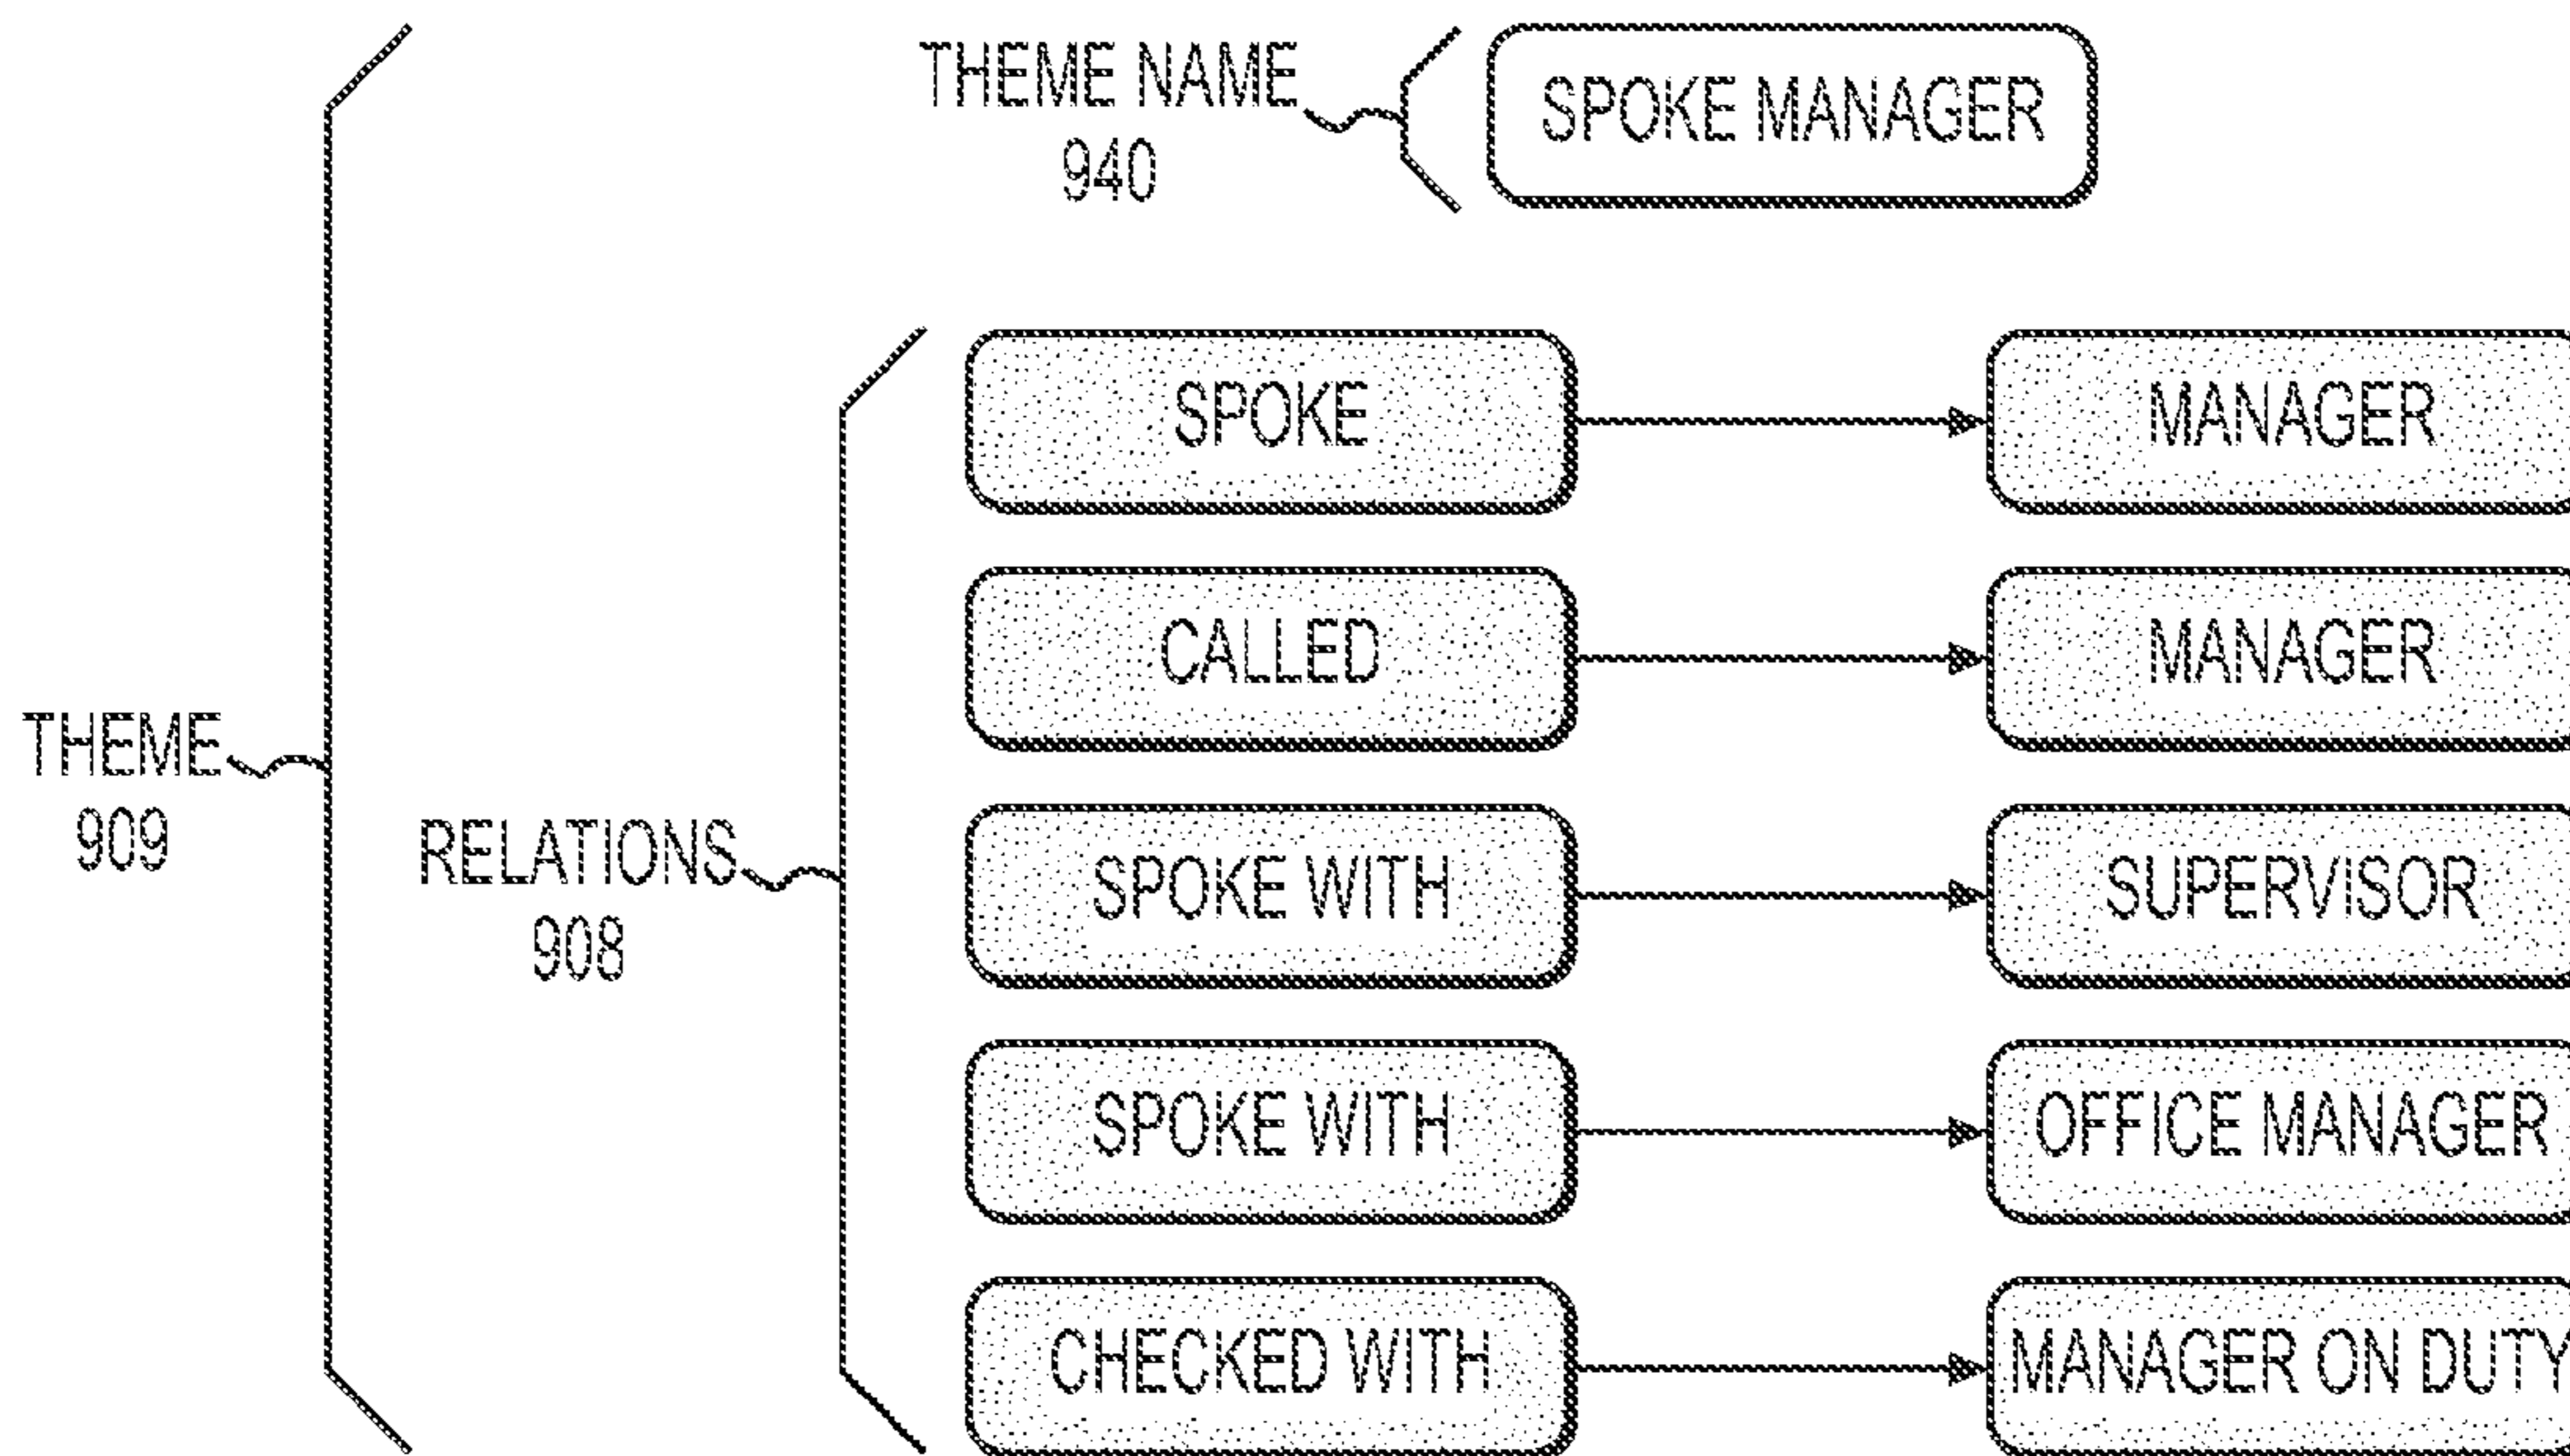 THEME NAME
940
SPOKE MANAGER
SPOKE
MANAGER
CALLED
MANAGER
THEME
909
RELATIONS
908
SPOKE WITH
SUPERVISOR
SPOKE WITH
OFFICE MANAGER
CHECKED WITH
MANAGER ON DUTY